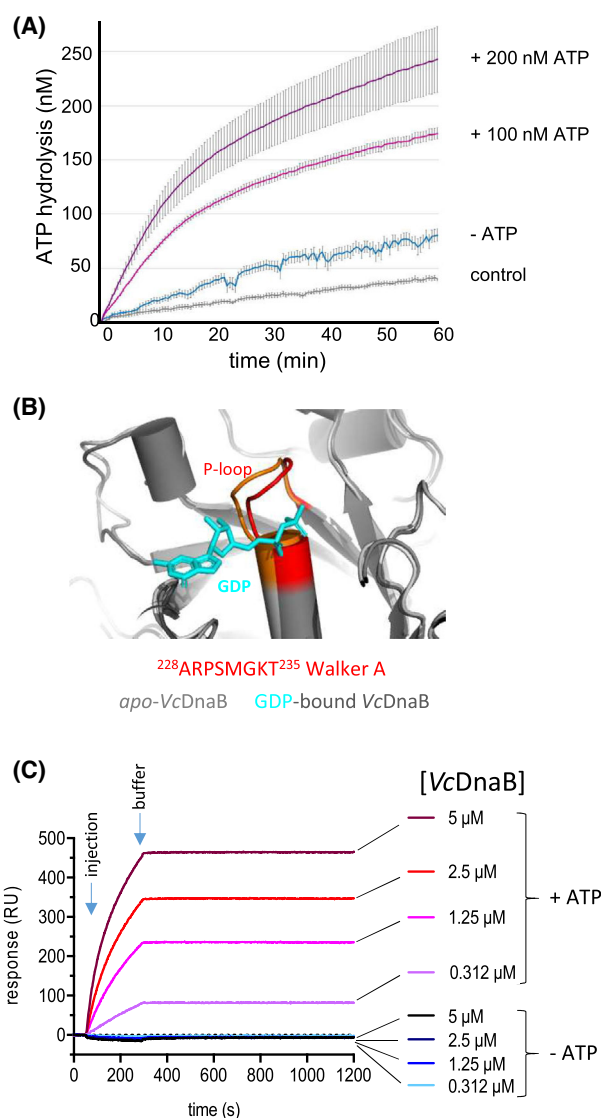 (A)
ATP hydrolysis (nM)
250
200
150
100
50
0
0 10 20 30 40 50 60
time (min)
+ 200 nM ATP
+ 100 nM ATP
- ATP
control
(B)
P-loop
GDP
²²⁸ARPSMGKT²³⁵ Walker A
apo-VcDnaB GDP-bound VcDnaB
(C)
[VcDnaB]
injection
buffer
response (RU)
500
400
300
200
100
0
0 200 400 600 800 1000 1200
time (s)
5 µM
2.5 µM
1.25 µM
0.312 µM
+ ATP
5 µM
2.5 µM
1.25 µM
0.312 µM
- ATP